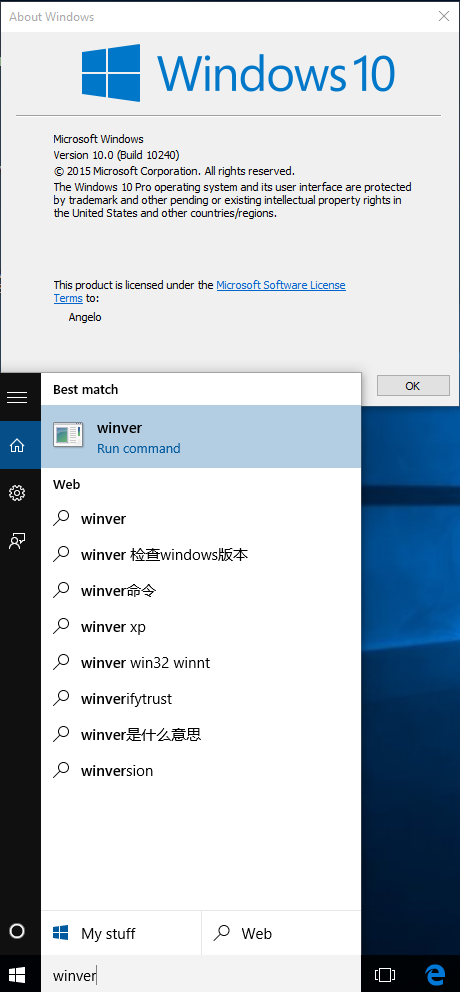 About Windows
Windows 10
Microsoft Windows
Version 10.0 (Build 10240)
© 2015 Microsoft Corporation. All rights reserved.
The Windows 10 Pro operating system and its user interface are protected
by trademark and other pending or existing intellectual property rights in
the United States and other countries/regions.
This product is licensed under the Microsoft Software License
Terms to:
Angelo
OK
Best match
winver
Run command
Web
winver
winver 检查windows版本
winver命令
winver xp
winver win32 winnt
winverifytrust
winver是什么意思
winversion
My stuff
Web
winver